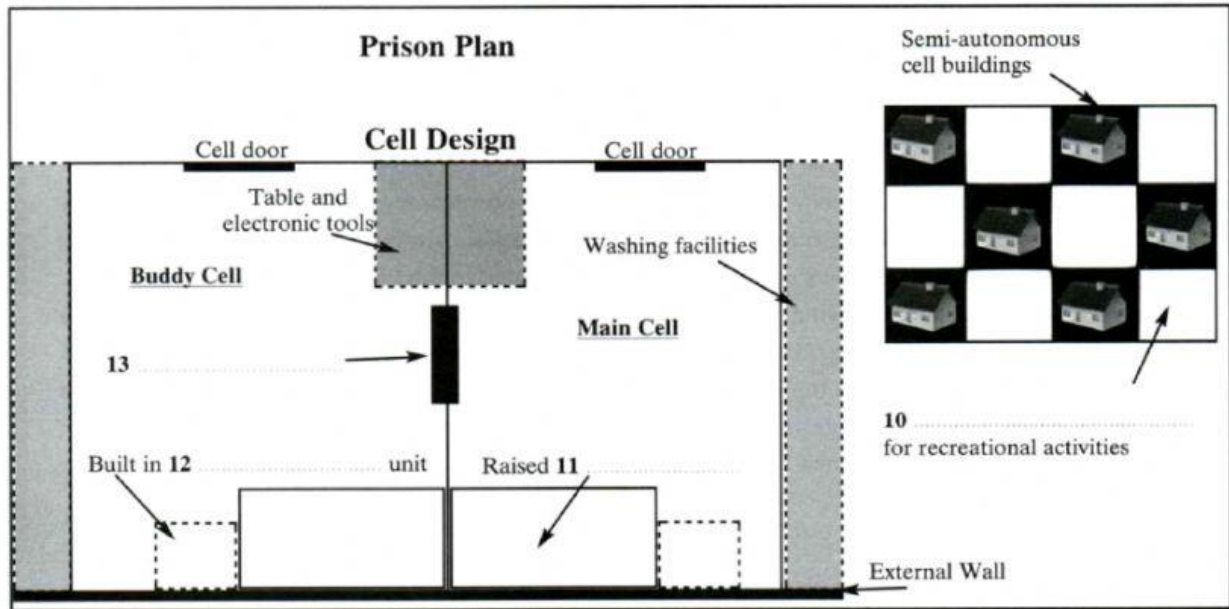 Prison Plan
Semi-autonomous
cell buildings
Cell Design
Cell door
Cell door
Table and
electronic tools
Washing facilities
Buddy Cell
Main Cell
13 ..............................
10 ..............................
for recreational activities
Built in 12 .............................. unit
Raised 11 ..............................
External Wall